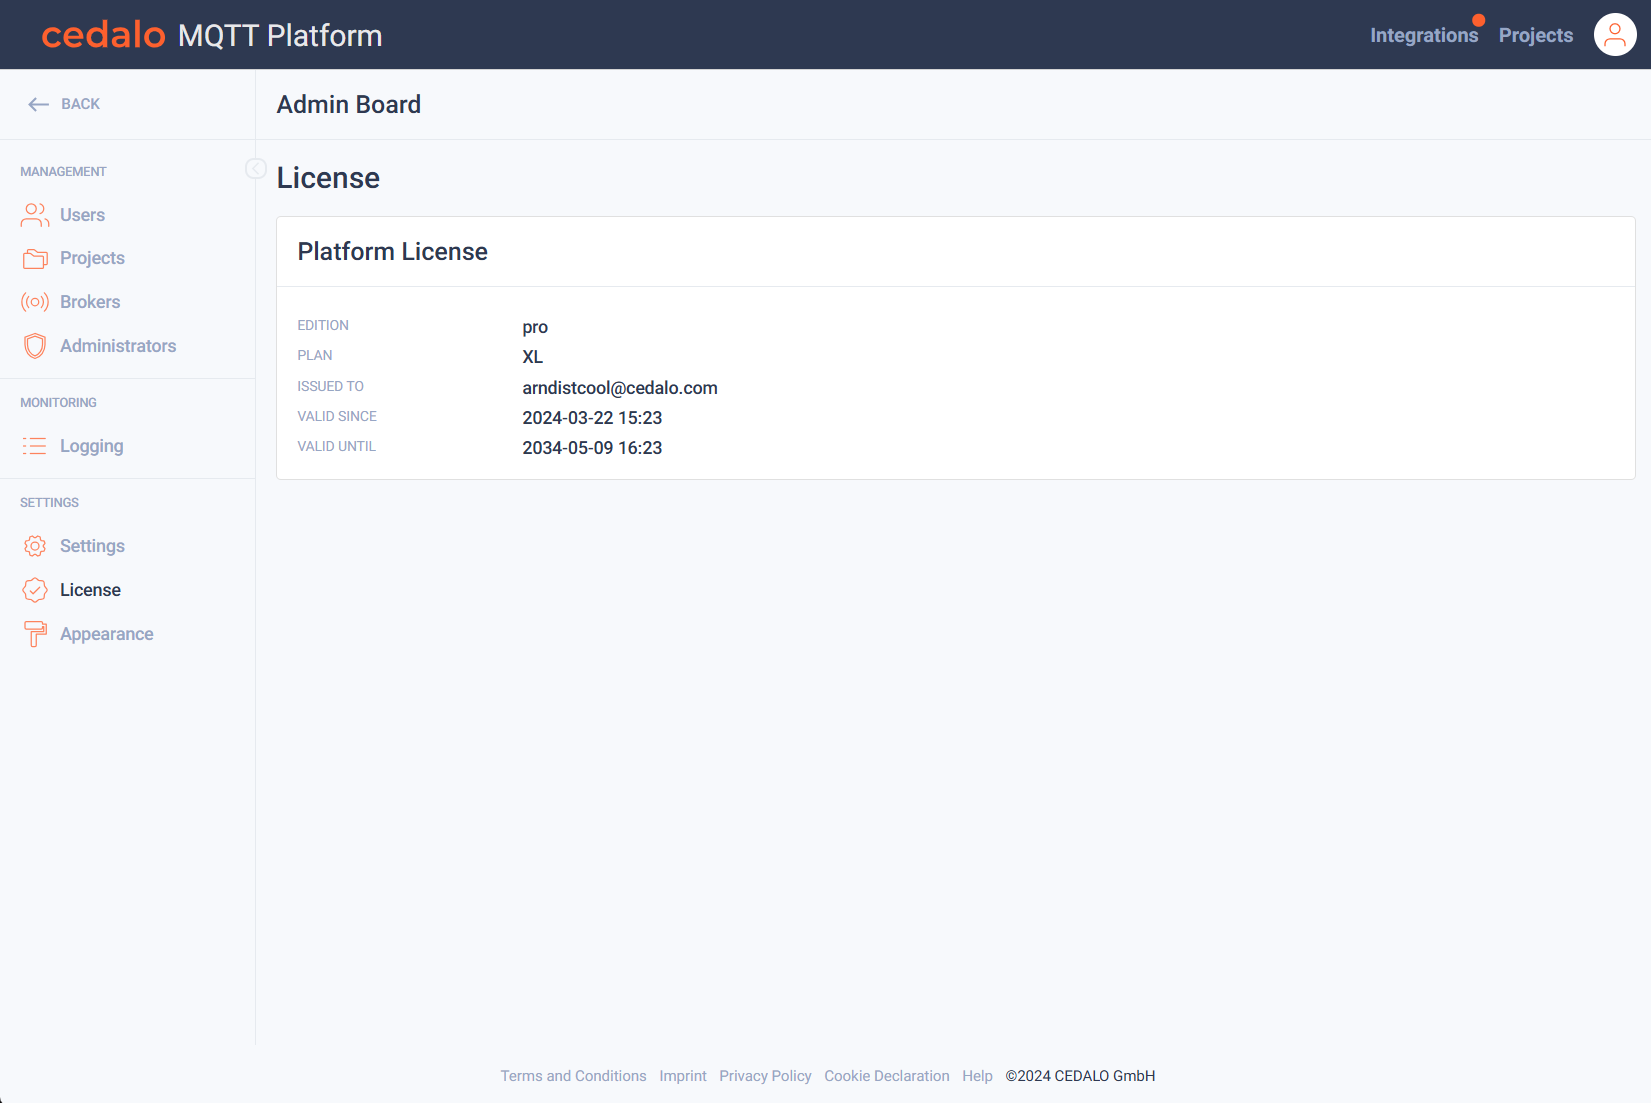 cedalo MQTT Platform
Integrations
Projects
BACK
Admin Board
MANAGEMENT
Users
Projects
Brokers
Administrators
MONITORING
Logging
SETTINGS
Settings
License
Appearance
License
Platform License
EDITION pro
PLAN XL
ISSUED TO arndistcool@cedalo.com
VALID SINCE 2024-03-22 15:23
VALID UNTIL 2034-05-09 16:23
Terms and Conditions Imprint Privacy Policy Cookie Declaration Help ©2024 CEDALO GmbH